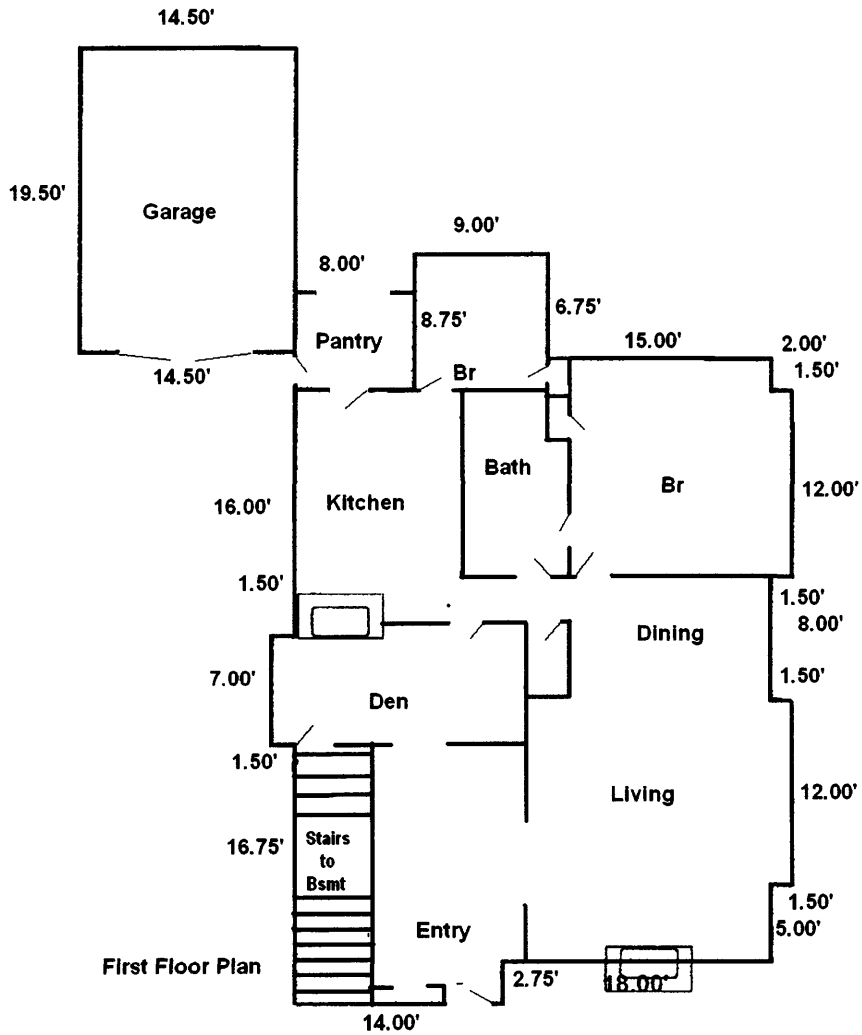 14.50'
19.50'
Garage
9.00'
8.00'
8.75'
6.75'
15.00'
2.00'
1.50'
Pantry
14.50'
Br
Bath
Br
12.00'
16.00'
Kitchen
1.50'
1.50'
8.00'
Dining
7.00'
Den
1.50'
1.50'
Living
12.00'
16.75'
Stairs
to
Bsmt
1.50'
5.00'
Entry
First Floor Plan
2.75'
18.00'
14.00'